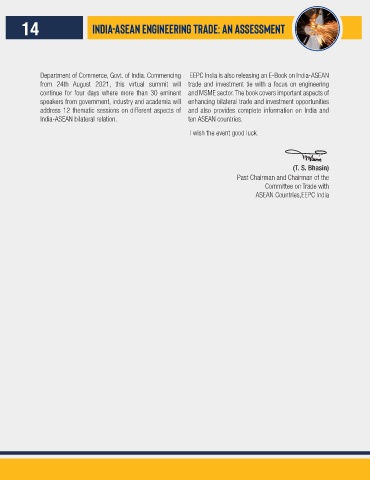 14
INDIA-ASEAN ENGINEERING TRADE: AN ASSESSMENT
Department of Commerce, Govt. of India. Commencing
from 24th August 2021, this virtual summit will
continue for four days where more than 30 eminent
speakers from government, industry and academia will
address 12 thematic sessions on different aspects of
India-ASEAN bilateral relation.
EEPC India is also releasing an E-Book on India-ASEAN
trade and investment tie with a focus on engineering
and MSME sector. The book covers important aspects of
enhancing bilateral trade and investment opportunities
and also provides complete information on India and
ten ASEAN countries.
I wish the event good luck.
(T. S. Bhasin)
Past Chairman and Chairman of the
Committee on Trade with
ASEAN Countries,EEPC India